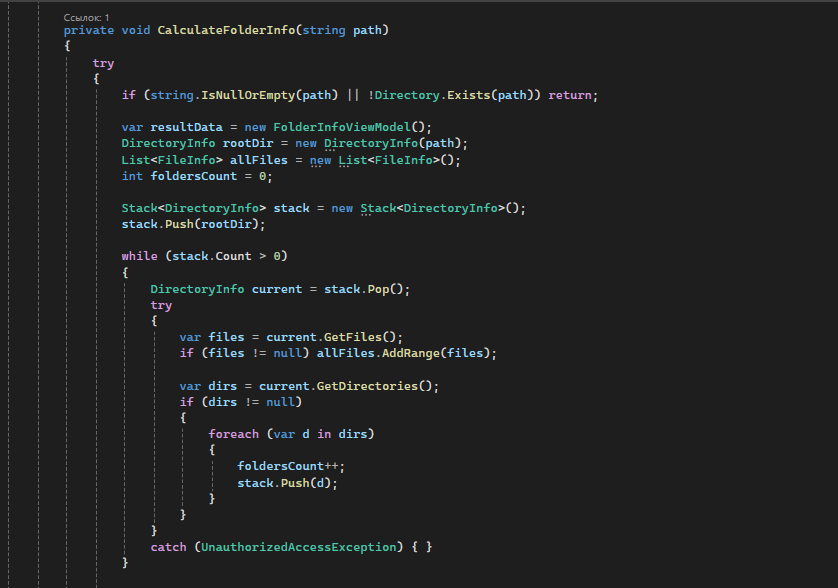 Ссылок: 1
private void CalculateFolderInfo(string path)
{
try
{
if (string.IsNullOrEmpty(path) || !Directory.Exists(path)) return;
var resultData = new FolderInfoViewModel();
DirectoryInfo rootDir = new DirectoryInfo(path);
List<FileInfo> allFiles = new List<FileInfo>();
int foldersCount = 0;
Stack<DirectoryInfo> stack = new Stack<DirectoryInfo>();
stack.Push(rootDir);
while (stack.Count > 0)
{
DirectoryInfo current = stack.Pop();
try
{
var files = current.GetFiles();
if (files != null) allFiles.AddRange(files);
var dirs = current.GetDirectories();
if (dirs != null)
{
foreach (var d in dirs)
{
foldersCount++;
stack.Push(d);
}
}
}
catch (UnauthorizedAccessException) { }
}